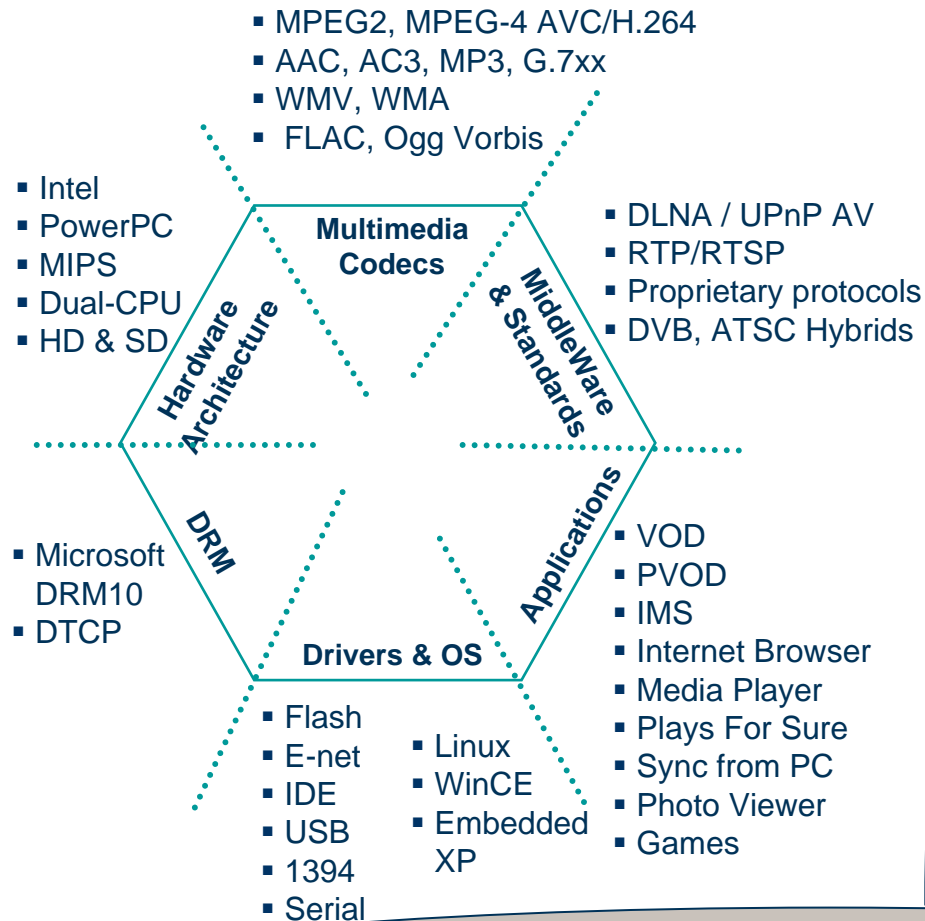 ▪ MPEG2, MPEG-4 AVC/H.264
▪ AAC, AC3, MP3, G.7xx
▪ WMV, WMA
▪ FLAC, Ogg Vorbis
Multimedia
Codecs
▪ Intel
▪ PowerPC
▪ MIPS
▪ Dual-CPU
▪ HD & SD
Hardware
Architecture
▪ DLNA / UPnP AV
▪ RTP/RTSP
▪ Proprietary protocols
▪ DVB, ATSC Hybrids
MiddleWare
& Standards
DRM
▪ Microsoft
DRM10
▪ DTCP
Applications
▪ VOD
▪ PVOD
▪ IMS
▪ Internet Browser
▪ Media Player
▪ Plays For Sure
▪ Sync from PC
▪ Photo Viewer
▪ Games
Drivers & OS
▪ Flash
▪ E-net
▪ IDE
▪ USB
▪ 1394
▪ Serial
▪ Linux
▪ WinCE
▪ Embedded
XP